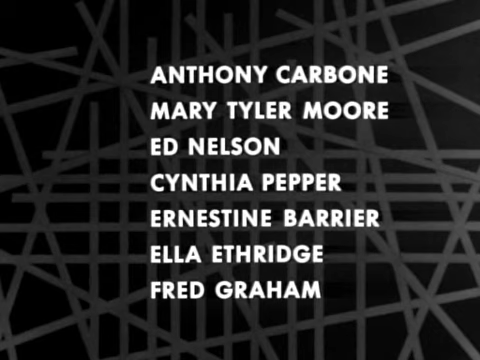 ANTHONY CARBONE
MARY TYLER MOORE
ED NELSON
CYNTHIA PEPPER
ERNESTINE BARRIER
ELLA ETHRIDGE
FRED GRAHAM